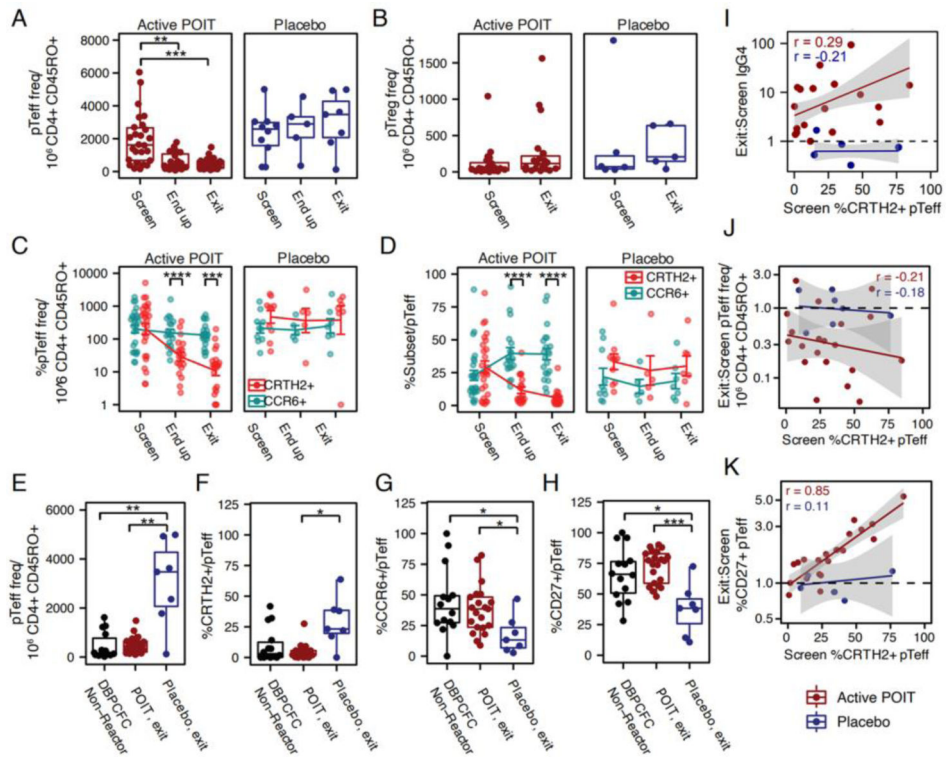 A
Active POIT
Placebo
pTeff freq/
10⁶ CD4+ CD45RO+
8000
6000
4000
2000
0
**
***
Screen
End up
Exit
Screen
End up
Exit
B
Active POIT
Placebo
pTreg freq/
10⁶ CD4+ CD45RO+
1500
1000
500
0
Screen
Exit
Screen
Exit
I
Exit:Screen IgG4
100
10
1
r = 0.29
r = -0.21
0
25
50
75
100
Screen %CRTH2+ pTeff
C
Active POIT
Placebo
%pTeff freq/
10⁶ CD4+ CD45RO+
10000
1000
100
10
1
****
***
CRTH2+
CCR6+
Screen
End up
Exit
Screen
End up
Exit
D
Active POIT
Placebo
%Subset/pTeff
100
75
50
25
0
****
****
CRTH2+
CCR6+
Screen
End up
Exit
Screen
End up
Exit
J
Exit:Screen pTeff freq/
10⁶ CD4+ CD45RO+
3.0
1.0
0.3
0.1
r = -0.21
r = -0.18
0
25
50
75
100
Screen %CRTH2+ pTeff
E
pTeff freq/
10⁶ CD4+ CD45RO+
6000
4000
2000
0
**
**
DBPCFC
Non-Reactor
POIT, exit
Placebo, exit
F
%CRTH2+/pTeff
125
100
75
50
25
0
*
DBPCFC
Non-Reactor
POIT, exit
Placebo, exit
G
%CCR6+/pTeff
125
100
75
50
25
0
*
*
DBPCFC
Non-Reactor
POIT, exit
Placebo, exit
H
%CD27+/pTeff
125
100
75
50
25
0
*
***
DBPCFC
Non-Reactor
POIT, exit
Placebo, exit
K
Exit:Screen
%CD27+ pTeff
5.0
3.0
1.0
0.5
r = 0.85
r = 0.11
0
25
50
75
100
Screen %CRTH2+ pTeff
Active POIT
Placebo